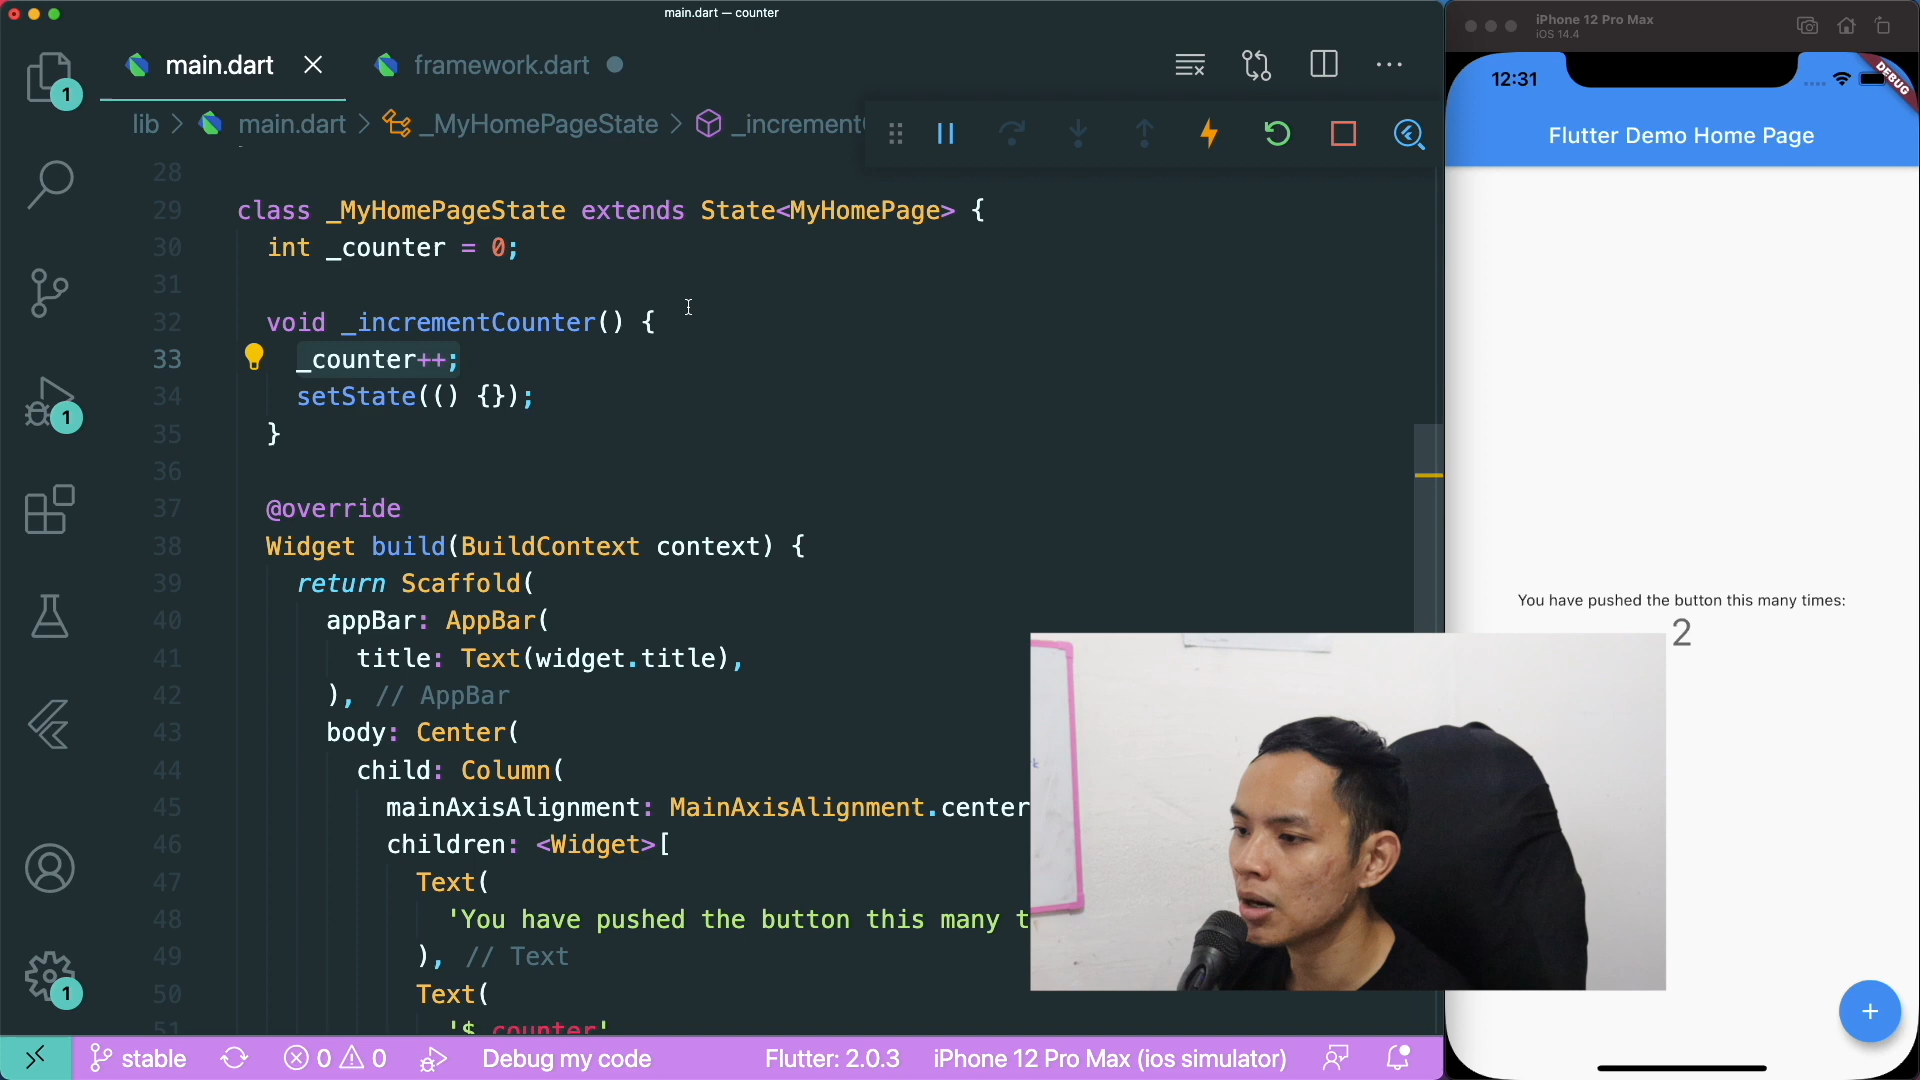 main.dart — counter
main.dart
framework.dart
lib > main.dart > _MyHomePageState > _increment
28
29 class _MyHomePageState extends State<MyHomePage> {
30 int _counter = 0;
31
32 void _incrementCounter() {
33 _counter++;
34 setState(() {});
35 }
36
37 @override
38 Widget build(BuildContext context) {
39 return Scaffold(
40 appBar: AppBar(
41 title: Text(widget.title),
42 ), // AppBar
43 body: Center(
44 child: Column(
45 mainAxisAlignment: MainAxisAlignment.center
46 children: <Widget>[
47 Text(
48 'You have pushed the button this many t
49 ), // Text
50 Text(
51 '$_counter'
1
1
1
stable
0
0
Debug my code
Flutter: 2.0.3
iPhone 12 Pro Max (ios simulator)
iPhone 12 Pro Max
iOS 14.4
12:31
DEBUG
Flutter Demo Home Page
You have pushed the button this many times:
2
+